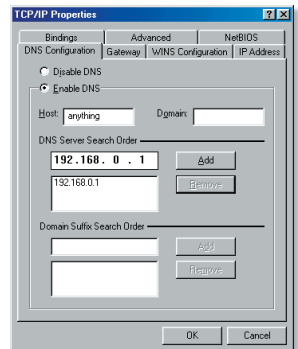 TCP/IP Properties
Bindings Advanced NetBIOS
DNS Configuration Gateway WINS Configuration IP Address
Disable DNS
Enable DNS
Host: anything Domain:
DNS Server Search Order
192.168. 0 . 1 Add
192.168.0.1 Remove
Domain Suffix Search Order
Add
Remove
OK Cancel